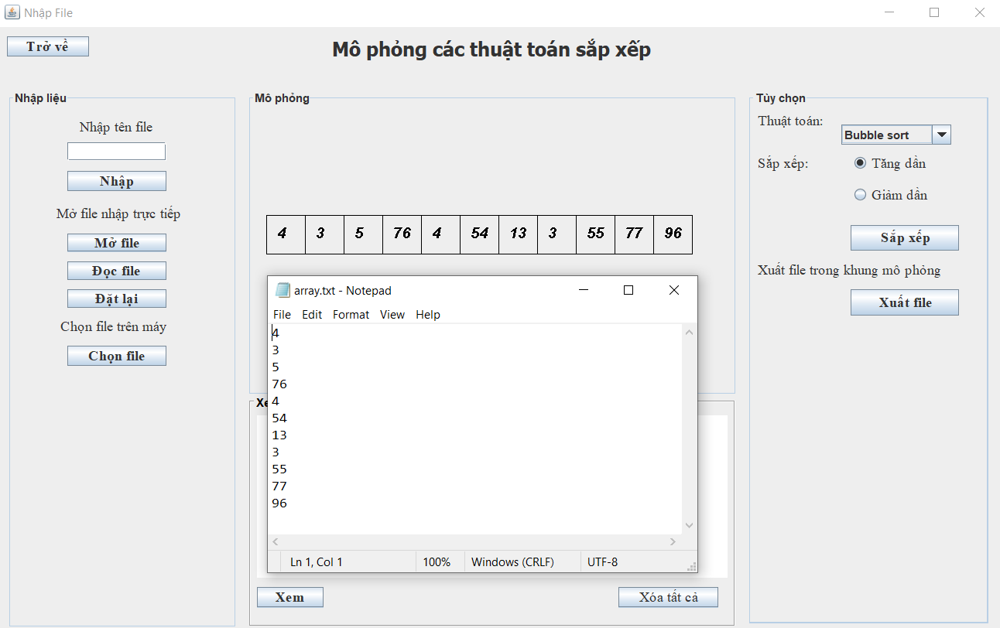 Nhập File
Trở về
Mô phỏng các thuật toán sắp xếp
Nhập liệu
Nhập tên file
Nhập
Mở file nhập trực tiếp
Mở file
Đọc file
Đặt lại
Chọn file trên máy
Chọn file
Mô phỏng
4 3 5 76 4 54 13 3 55 77 96
array.txt - Notepad
File Edit Format View Help
4
3
5
76
4
54
13
3
55
77
96
Ln 1, Col 1 100% Windows (CRLF) UTF-8
Xem Xóa tất cả
Tùy chọn
Thuật toán: Bubble sort
Sắp xếp: Tăng dần
Giảm dần
Sắp xếp
Xuất file trong khung mô phỏng
Xuất file